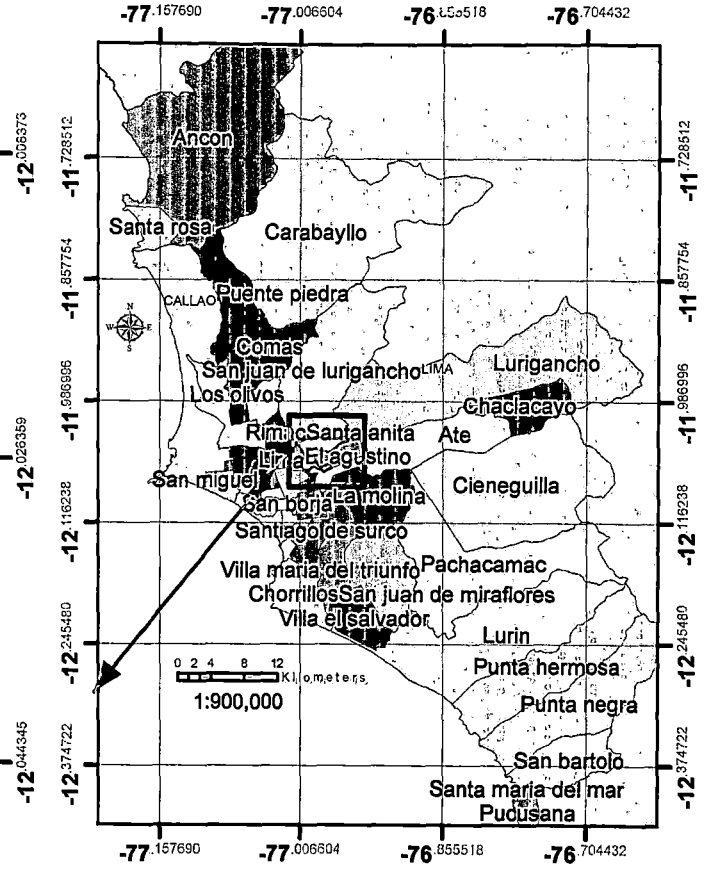 -77.157690 -77.006604 -76.855518 -76.704432
-12.006373
-11.728512
-11.728512
Ancon
Santa rosa
Carabayllo
-11.857754
-11.857754
CALLAO
Puente piedra
N
W E
S
Comas
San juan de lurigancho
LIMA
Lurigancho
-11.986996
-11.986996
Los olivos
Chaclacayo
Santa anita
Ate
-12.026359
El agustino
San miguel
Cieneguilla
La molina
San borja
-12.116238
-12.116238
Santiago de surco
Villa maria del triunfo
Pachacamac
Chorrillos
San juan de miraflores
Villa el salvador
-12.245480
-12.245480
Lurin
0 2 4 8 12
Kilometers
1:900,000
Punta hermosa
Punta negra
-12.044345
-12.374722
-12.374722
San bartolo
Santa maria del mar
Pucusana
-77.157690 -77.006604 -76.855518 -76.704432